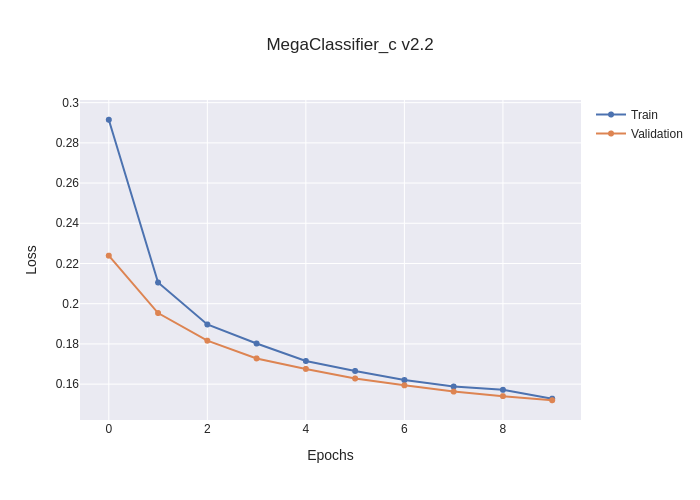 MegaClassifier_c v2.2
0.3
0.28
0.26
0.24
0.22
0.2
0.18
0.16
Loss
0
2
4
6
8
Epochs
Train
Validation